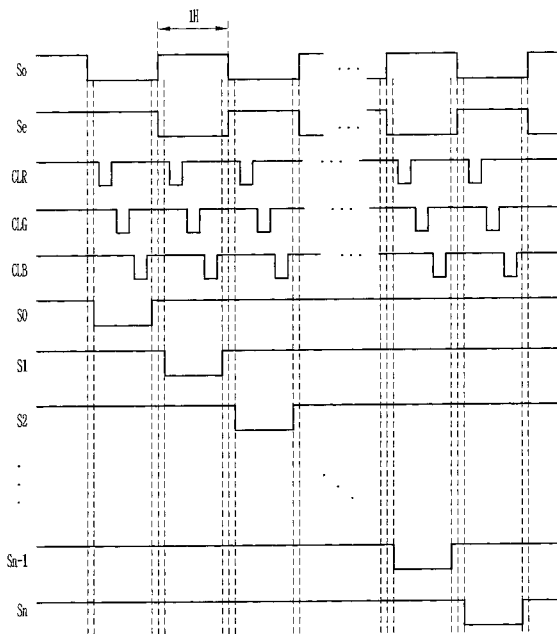 1H
So
. . .
Se
. . .
CLR
CLG
. . .
CLB
. . .
S0
S1
S2
Sn-1
Sn